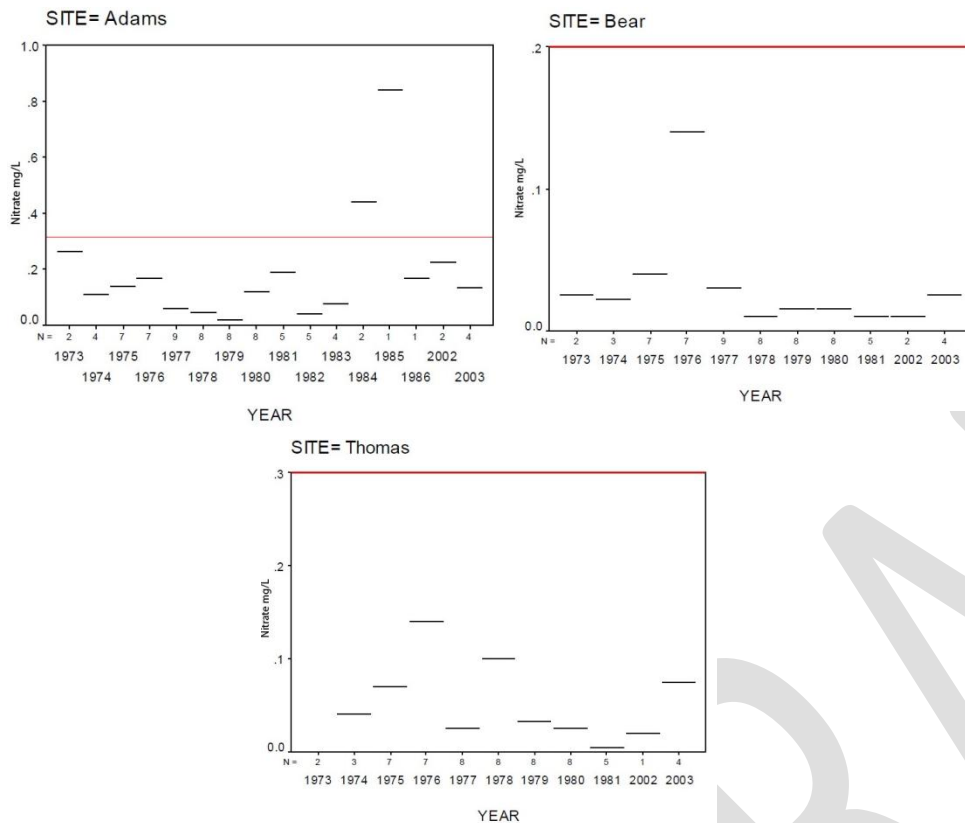 SITE= Adams
1.0
.8
.6
.4
.2
0.0
Nitrate mg/L
N = 2 4 7 7 9 8 8 8 5 5 4 2 1 1 2 4
1973 1975 1977 1979 1981 1983 1985 2002
1974 1976 1978 1980 1982 1984 1986 2003
YEAR
SITE= Bear
.2
.1
0.0
Nitrate mg/L
N = 2 3 7 7 9 8 8 8 5 2 4
1973 1974 1975 1976 1977 1978 1979 1980 1981 2002 2003
YEAR
SITE= Thomas
.3
.2
.1
0.0
Nitrate mg/L
N = 2 3 7 7 8 8 8 8 5 1 4
1973 1974 1975 1976 1977 1978 1979 1980 1981 2002 2003
YEAR